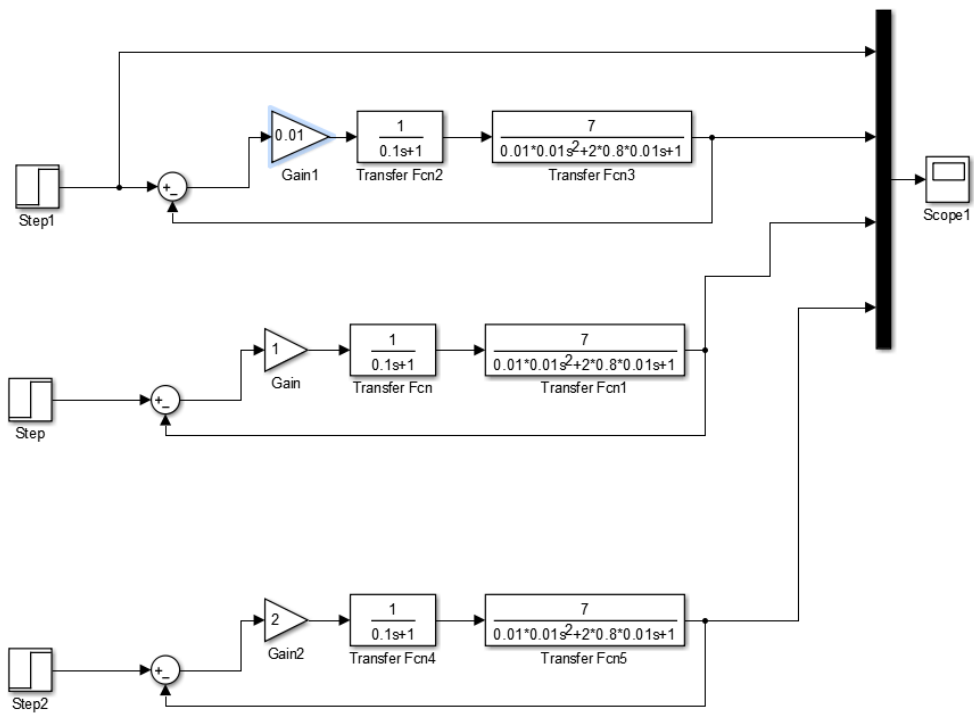 0.01
1
0.1s+1
7
0.01*0.01s2+2*0.8*0.01s+1
Gain1
Transfer Fcn2
Transfer Fcn3
+
−
Step1
Scope1
1
1
0.1s+1
7
0.01*0.01s2+2*0.8*0.01s+1
Gain
Transfer Fcn
Transfer Fcn1
+
−
Step
2
1
0.1s+1
7
0.01*0.01s2+2*0.8*0.01s+1
Gain2
Transfer Fcn4
Transfer Fcn5
+
−
Step2